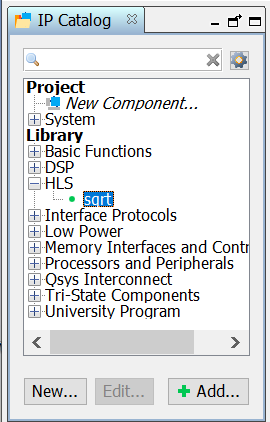 IP Catalog
Project
New Component...
System
Library
Basic Functions
DSP
HLS
sqrt
Interface Protocols
Low Power
Memory Interfaces and Contr
Processors and Peripherals
Qsys Interconnect
Tri-State Components
University Program
New...
Edit...
Add...